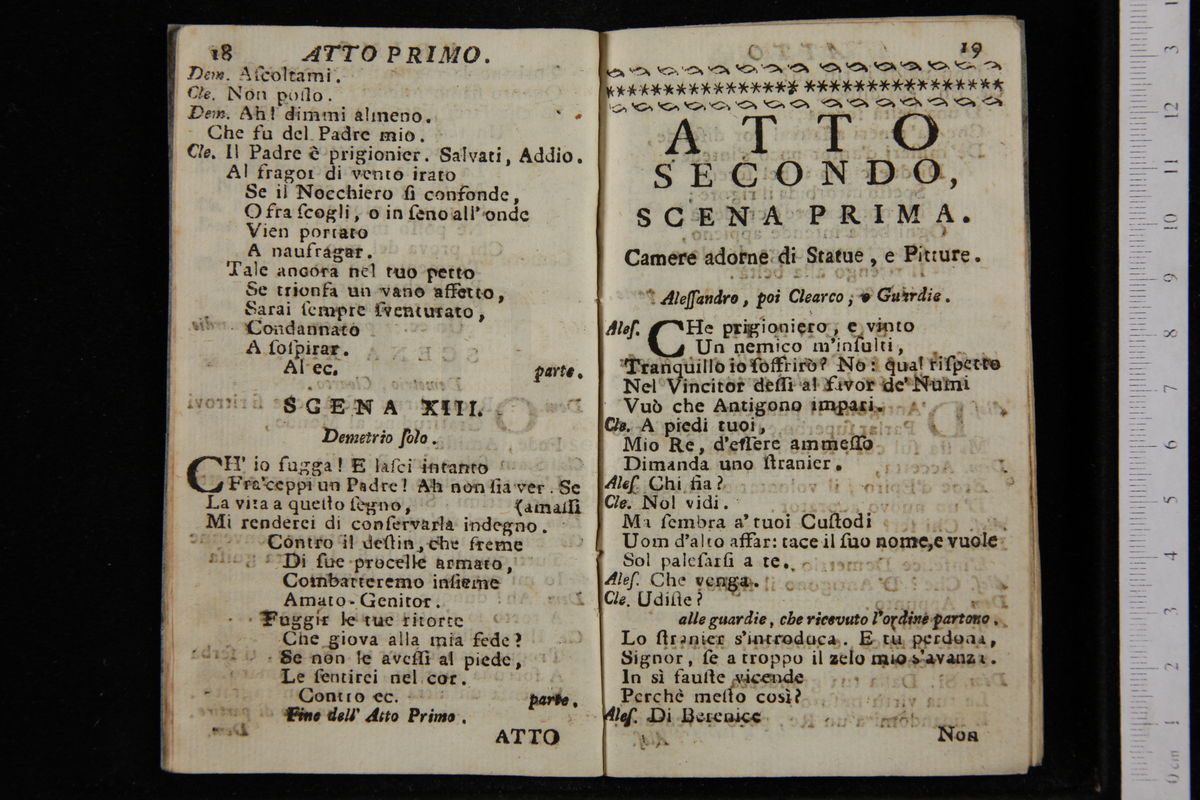 18 ATTO PRIMO.
Dem. Aſcoltami.
Cle. Non poſſo.
Dem. Ah! dimmi almeno.
Che fu del Padre mio.
Cle. Il Padre è prigionier. Salvati, Addio.
Al fragor di vento irato
Se il Nocchiero ſi confonde,
O fra ſcogli, o in ſeno all' onde
Vien portato
A naufragar.
Tale ancora nel tuo petto
Se trionfa un vano affetto,
Sarai ſempre ſventurato,
Condannato
A ſoſpirar.
Al ec. parte.
SCENA XIII.
Demetrio ſolo.
CH' io fugga! E laſci intanto
Fra'ceppi un Padre! Ah non ſia ver. Se
La vita a queſto ſegno, (amaſſi
Mi renderei di conſervarla indegno.
Contro il deſtin, che freme
Di ſue procelle armato,
Combatteremo inſieme
Amato-Genitor.
Fuggir le tue ritorte
Che giova alla mia fede?
Se non le aveſſi al piede,
Le ſentirei nel cor.
Contro ec. parte.
Fine dell' Atto Primo.
ATTO
19
ATTO
SECONDO,
SCENA PRIMA.
Camere adorne di Statue, e Pitture.
Aleſſandro, poi Clearco, e Guardie.
Aleſ. CHe prigioniero, e vinto
Un nemico m'inſulti,
Tranquillo io ſoffrirò? No: qual riſpetto
Nel Vincitor deſſi al favor de' Numi
Vuò che Antigono impari.
Cle. A piedi tuoi,
Mio Re, d'eſſere ammeſſo
Dimanda uno ſtranier.
Aleſ. Chi fia?
Cle. Nol vidi.
Ma ſembra a' tuoi Cuſtodi
Uom d'alto affar: tace il ſuo nome, e vuole
Sol paleſarſi a te.
Aleſ. Che venga.
Cle. Udiſte?
alle guardie, che ricevuto l'ordine partono.
Lo ſtranier s'introduca. E tu perdona,
Signor, ſe a troppo il zelo mio s'avanza.
In sì fauſte vicende
Perchè meſto così?
Aleſ. Di Berenice
Non